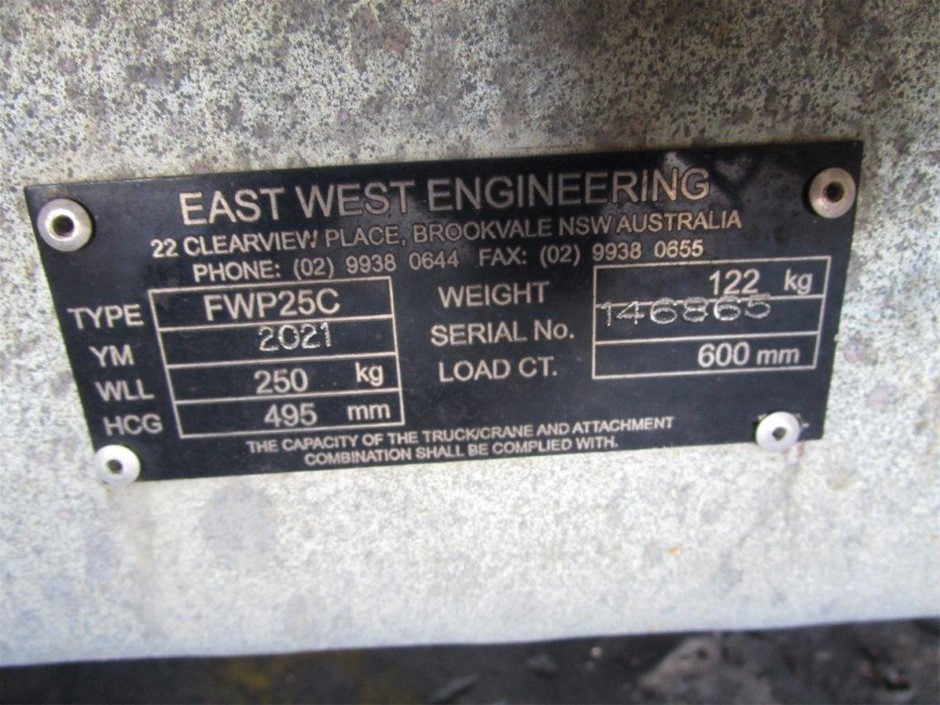 EAST WEST ENGINEERING
22 CLEARVIEW PLACE, BROOKVALE NSW AUSTRALIA
PHONE: (02) 9938 0644 FAX: (02) 9938 0655
TYPE FWP25C WEIGHT 122 kg
YM 2021 SERIAL No. 146865
WLL 250 kg LOAD CT. 600 mm
HCG 495 mm
THE CAPACITY OF THE TRUCK/CRANE AND ATTACHMENT
COMBINATION SHALL BE COMPLIED WITH.